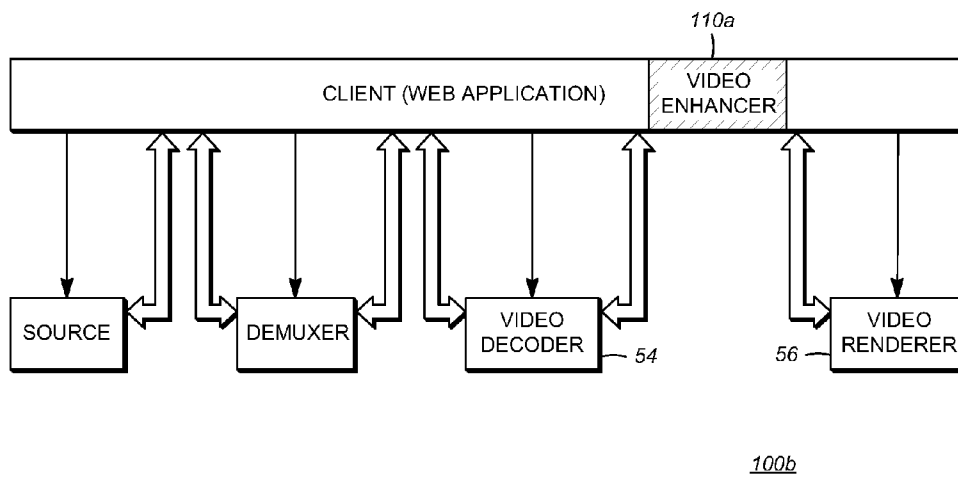 110a
CLIENT (WEB APPLICATION)
VIDEO
ENHANCER
SOURCE
DEMUXER
VIDEO
DECODER
54
56
VIDEO
RENDERER
100b